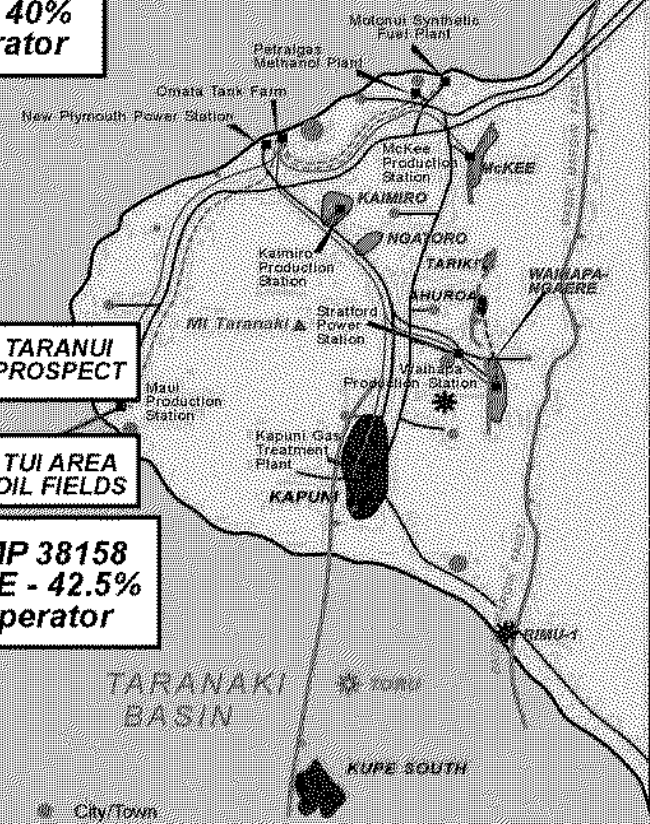 40%
rator
Motonui Synthetic
Fuel Plant
Petralgas
Methanol Plant
Omata Tank Farm
New Plymouth Power Station
McKee
Production
Station
McKEE
KAIMIRO
NGATORO
Kaimiro
Production
Station
TARIKI
WAIHAPA-
NGAERE
AHUROA
Stratford
Power
Station
Mt Taranaki
TARANUI
PROSPECT
Waihapa
Production Station
Maui
Production
Station
Kapuni Gas
Treatment
Plant
TUI AREA
OIL FIELDS
KAPUNI
MP 38158
E - 42.5%
perator
RIMU-1
TARANAKI
BASIN
TORU
KUPE SOUTH
City/Town